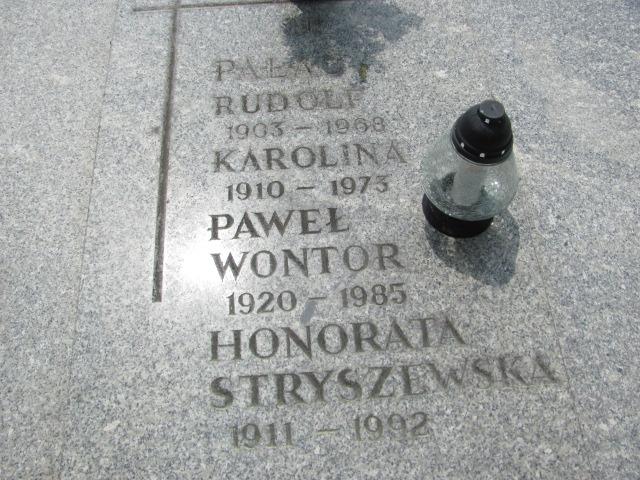 RUDOLF
1903 – 1968
KAROLINA
1910 – 1973
PAWEŁ
WONTOR
1920 – 1985
HONORATA
STRYSZEWSKA
1911 – 1992